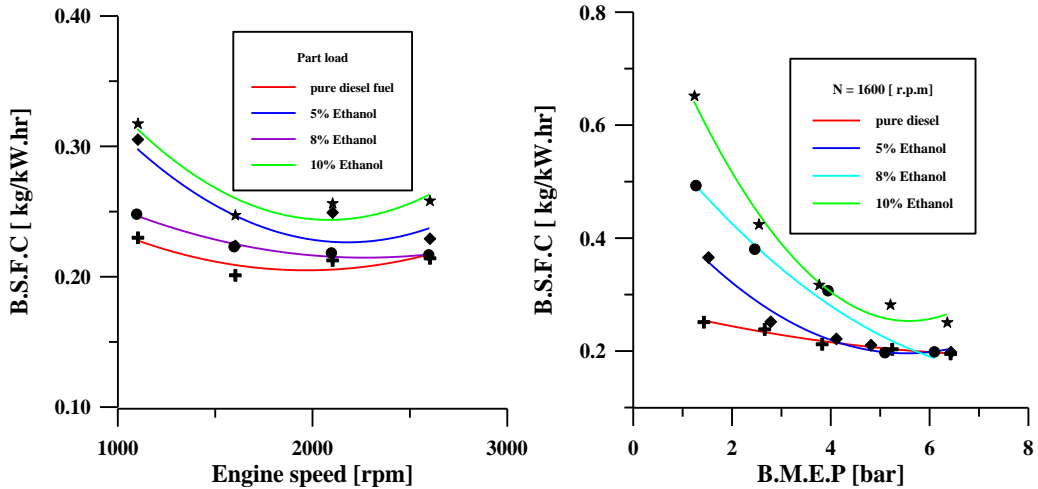 0.40
0.30
0.20
0.10
B.S.F.C [ kg/kW.hr]
Part load
pure diesel fuel
5% Ethanol
8% Ethanol
10% Ethanol
1000
2000
3000
Engine speed [rpm]
0.8
0.6
0.4
0.2
B.S.F.C [ kg/kW.hr]
N = 1600 [ r.p.m]
pure diesel
5% Ethanol
8% Ethanol
10% Ethanol
0
2
4
6
8
B.M.E.P [bar]